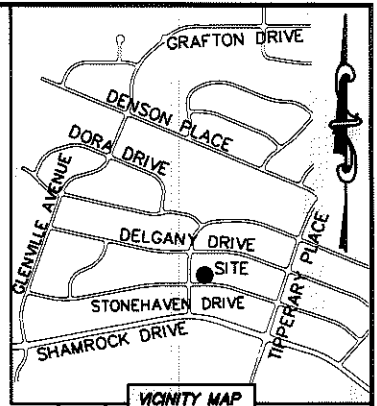 GRAFTON DRIVE
DENSON PLACE
DORA DRIVE
GLENVILLE AVENUE
DELGANY DRIVE
TIPPERARY PLACE
SITE
STONEHAVEN DRIVE
SHAMROCK DRIVE
VICINITY MAP